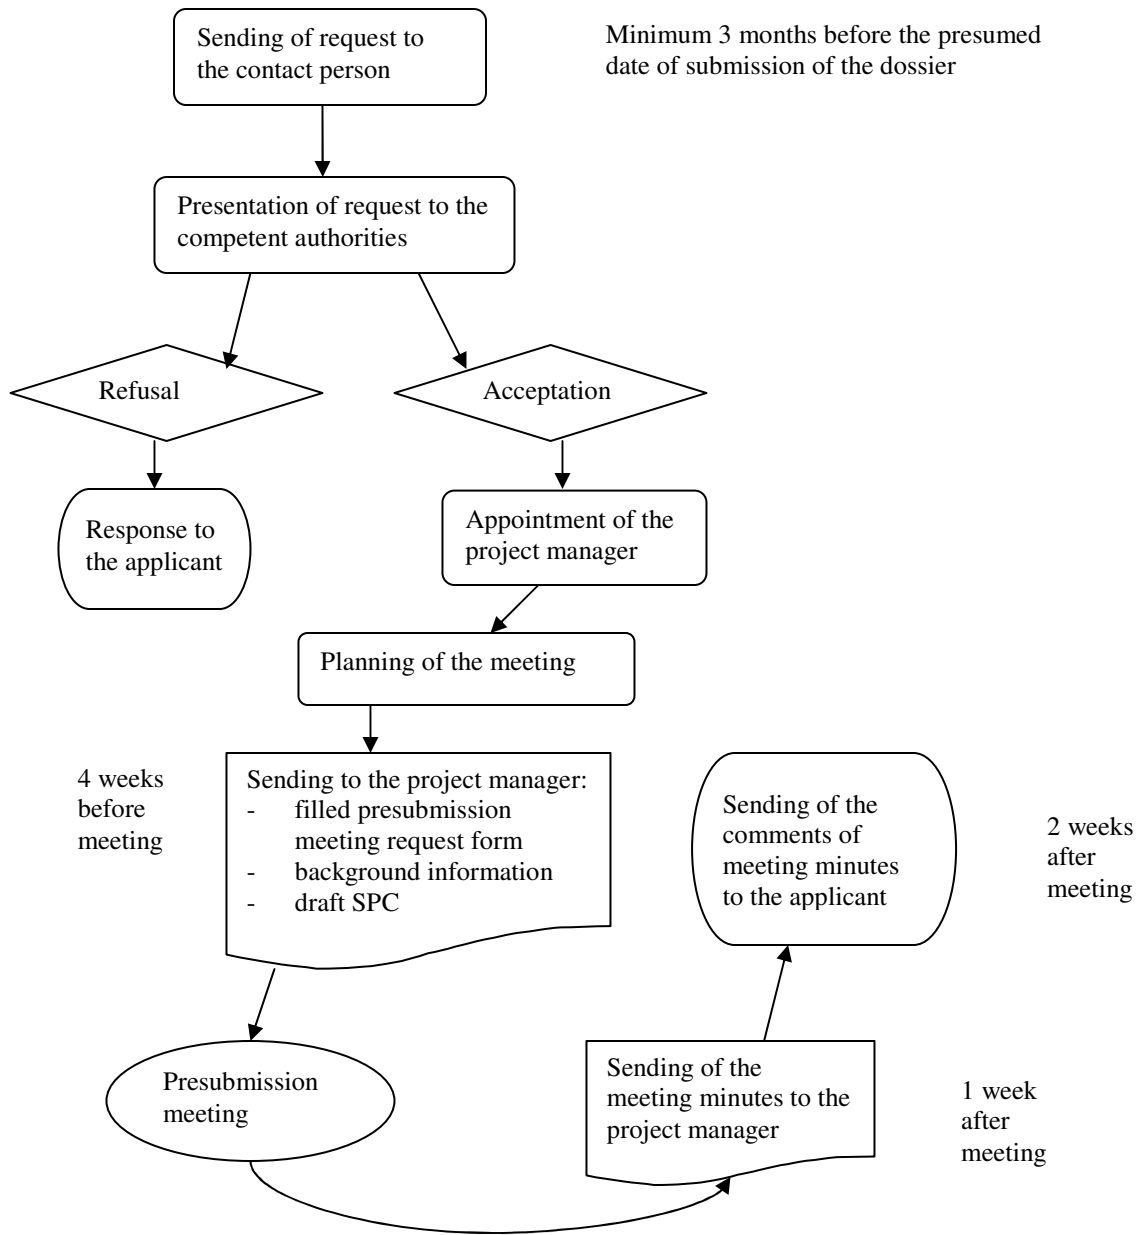 Sending of request to
the contact person
Minimum 3 months before the presumed
date of submission of the dossier
Presentation of request to the
competent authorities
Refusal
Acceptation
Response to
the applicant
Appointment of the
project manager
Planning of the meeting
4 weeks
before
meeting
Sending to the project manager:
- filled presubmission
meeting request form
- background information
- draft SPC
Sending of the
comments of
meeting minutes
to the applicant
2 weeks
after
meeting
Presubmission
meeting
Sending of the
meeting minutes to the
project manager
1 week
after
meeting